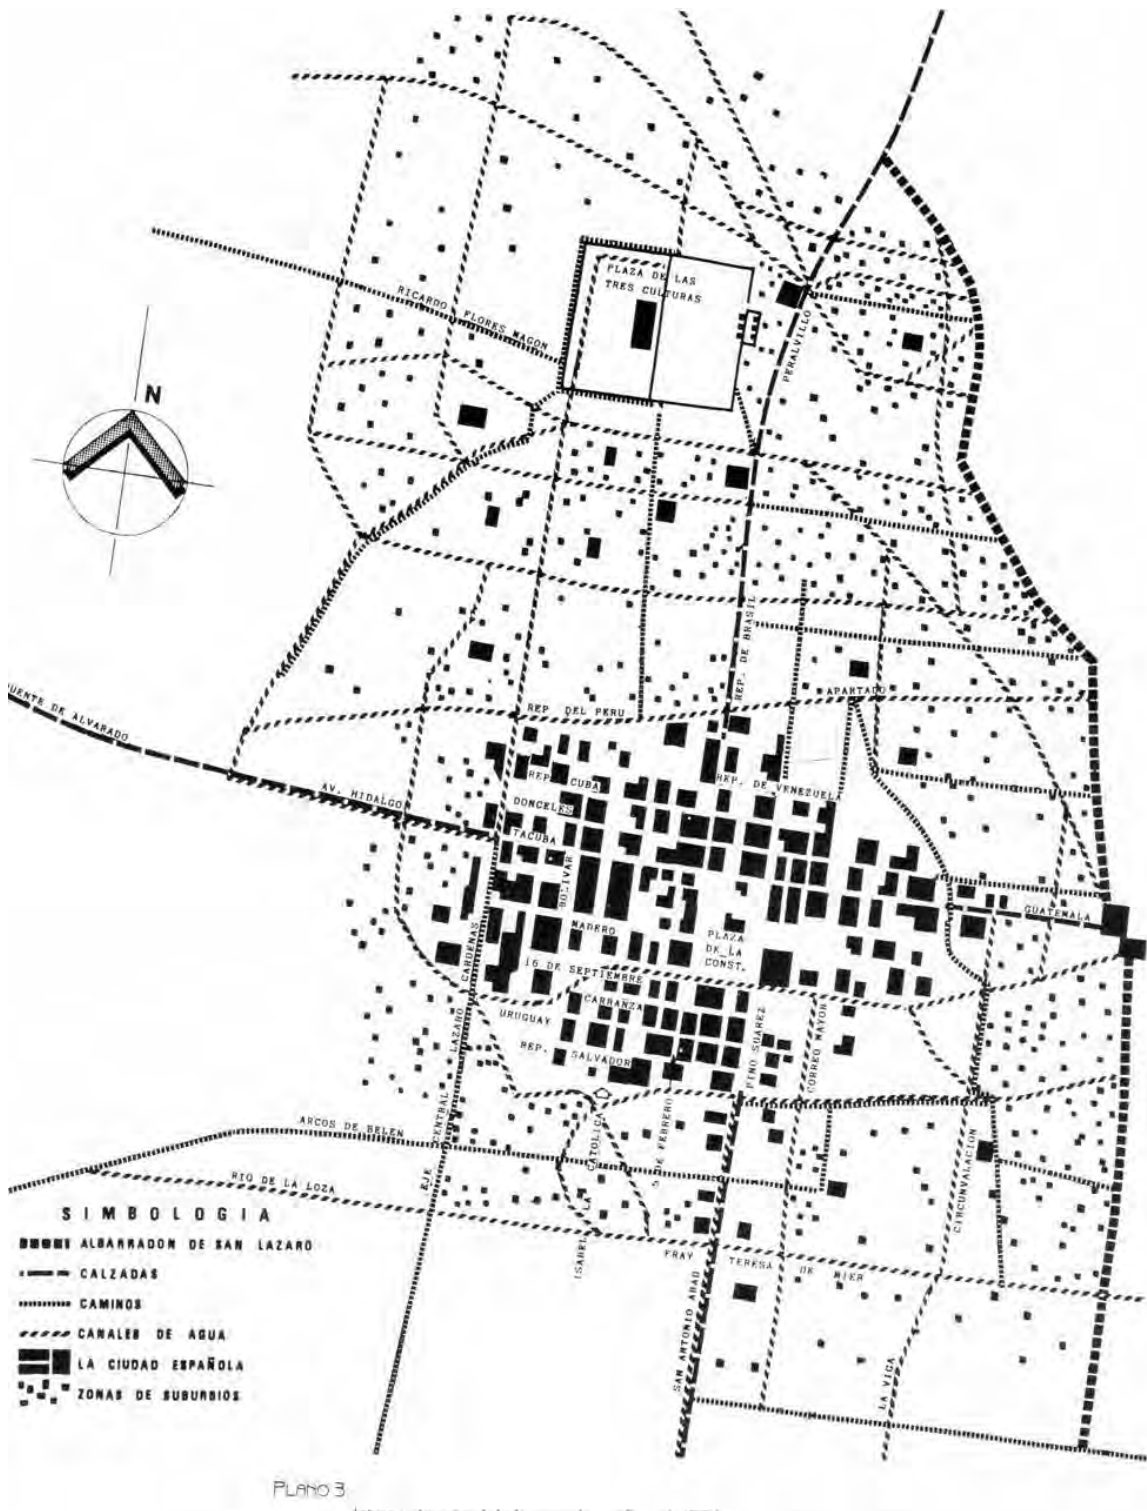 PLAZA DE LAS
TRES CULTURAS
RICARDO FLORES MAGON
PERALVILLO
N
REP. DE BRASIL
APARTADO
REP DEL PERU
UENTE DE ALVARADO
REP. CUBA
REP. DE VENEZUELA
AV. HIDALGO
DONCELES
TACUBA
BOLIVAR
GUATEMALA
MADERO
PLAZA
DE LA
CONST.
16 DE SEPTIEMBRE
CARRANZA
URUGUAY
REP. SALVADOR
PINO SUAREZ
CORREO MAYOR
EJE CENTRAL LAZARO CARDENAS
ARCOS DE BELEN
ISABEL LA CATOLICA
5 DE FEBRERO
CIRCUNVALACION
RIO DE LA LOZA
FRAY TERESA DE MIER
SAN ANTONIO ABAD
LA VIGA
SIMBOLOGIA
ALBARRADON DE SAN LAZARO
CALZADAS
CAMINOS
CANALES DE AGUA
LA CIUDAD ESPAÑOLA
ZONAS DE SUBURBIOS
PLANO 3